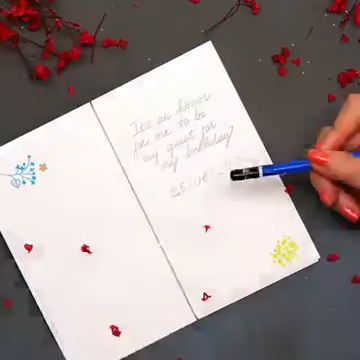 It's an honor
for me to be
my guest for
my birthday